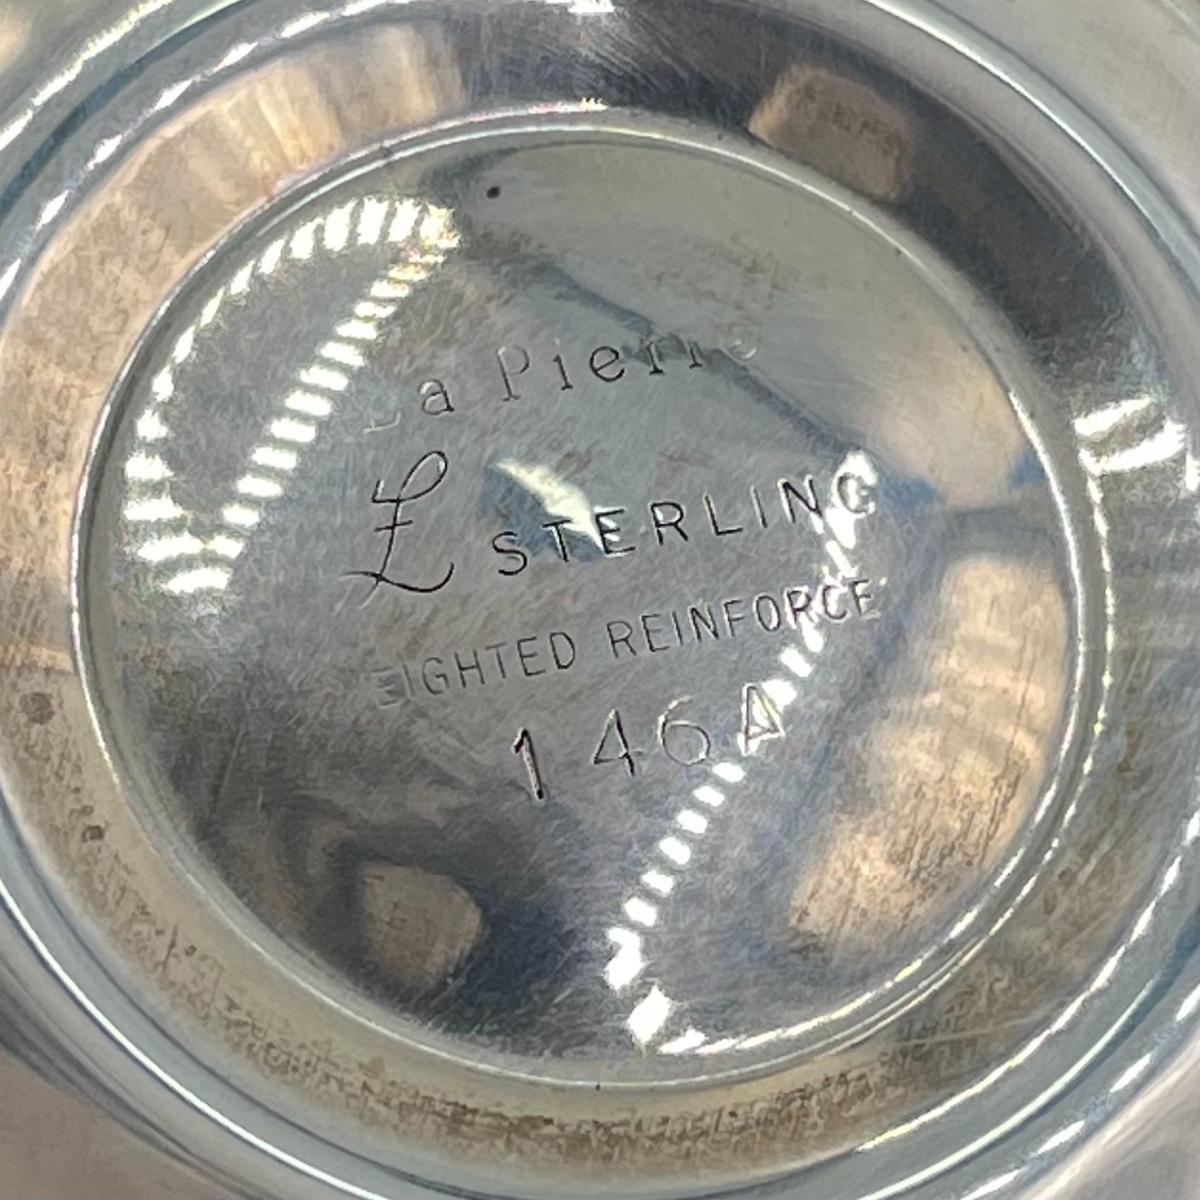 La Pierre
£ STERLING
EIGHTED REINFORCE
146A